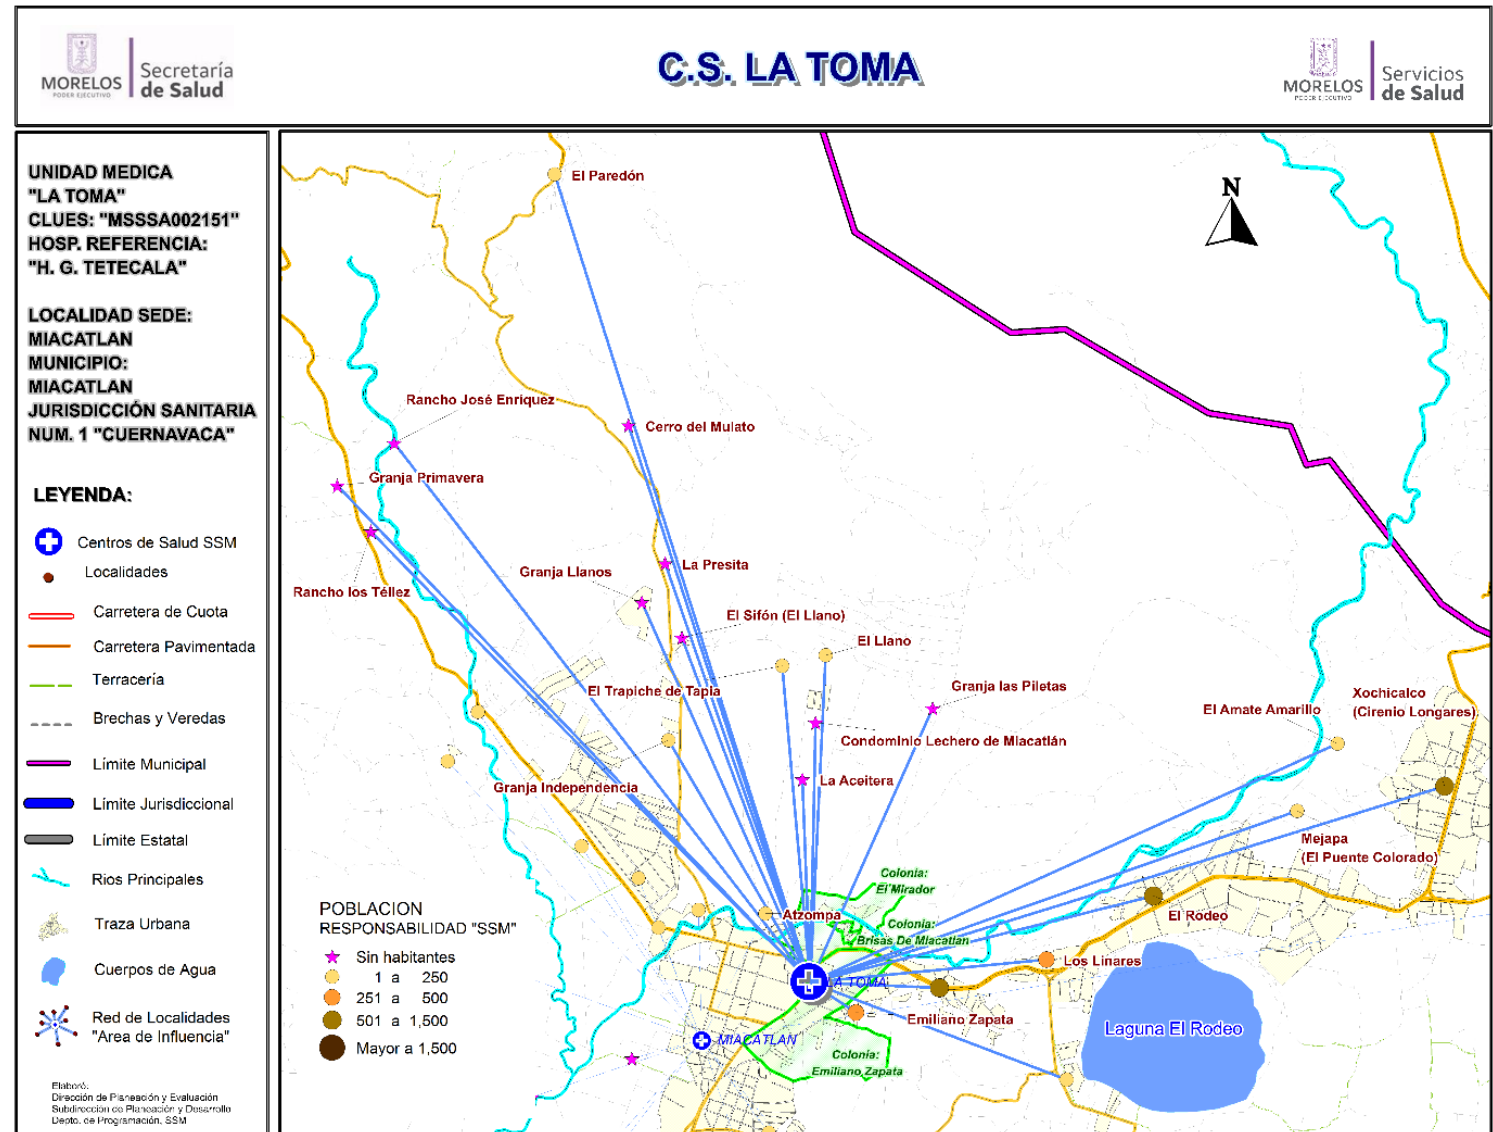 MORELOS
PODER EJECUTIVO
Secretaría
de Salud
C.S. LA TOMA
MORELOS
PODER EJECUTIVO
Servicios
de Salud
UNIDAD MEDICA
"LA TOMA"
CLUES: "MSSSA002151"
HOSP. REFERENCIA:
"H. G. TETECALA"
LOCALIDAD SEDE:
MIACATLAN
MUNICIPIO:
MIACATLAN
JURISDICCIÓN SANITARIA
NUM. 1 "CUERNAVACA"
LEYENDA:
Centros de Salud SSM
Localidades
Carretera de Cuota
Carretera Pavimentada
Terracería
Brechas y Veredas
Límite Municipal
Límite Jurisdiccional
Límite Estatal
Rios Principales
Traza Urbana
Cuerpos de Agua
Red de Localidades
"Area de Influencia"
Elaboró:
Dirección de Planeación y Evaluación
Subdirección de Planeación y Desarrollo
Depto. de Programación, SSM
N
El Paredón
Rancho José Enríquez
Cerro del Mulato
Granja Primavera
La Presita
Granja Llanos
Rancho los Téllez
El Sifón (El Llano)
El Llano
El Trapiche de Tapia
Granja las Piletas
Xochicalco
(Cirenio Longares)
El Amate Amarillo
Condominio Lechero de Miacatlán
La Aceitera
Granja Independencia
Mejapa
(El Puente Colorado)
Colonia:
El Mirador
Atzompa
El Rodeo
Colonia:
Brisas De Miacatlan
Los Linares
LA TOMA
Emiliano Zapata
Laguna El Rodeo
MIACATLAN
Colonia:
Emiliano Zapata
POBLACION
RESPONSABILIDAD "SSM"
Sin habitantes
1 a 250
251 a 500
501 a 1,500
Mayor a 1,500